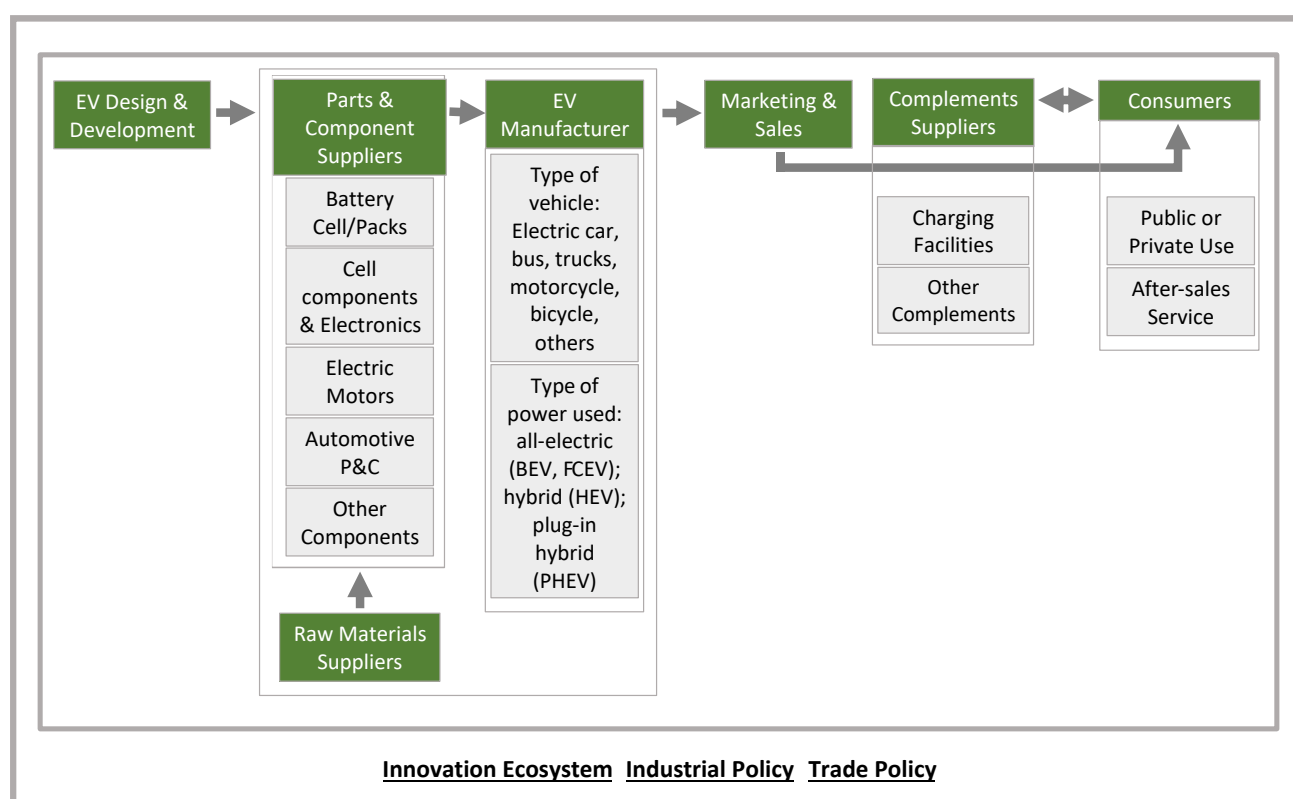 EV Design &
Development
Parts &
Component
Suppliers
Battery
Cell/Packs
Cell
components
& Electronics
Electric
Motors
Automotive
P&C
Other
Components
Raw Materials
Suppliers
EV
Manufacturer
Type of
vehicle:
Electric car,
bus, trucks,
motorcycle,
bicycle,
others
Type of
power used:
all-electric
(BEV, FCEV);
hybrid (HEV);
plug-in
hybrid
(PHEV)
Marketing &
Sales
Complements
Suppliers
Charging
Facilities
Other
Complements
Consumers
Public or
Private Use
After-sales
Service
Innovation Ecosystem Industrial Policy Trade Policy